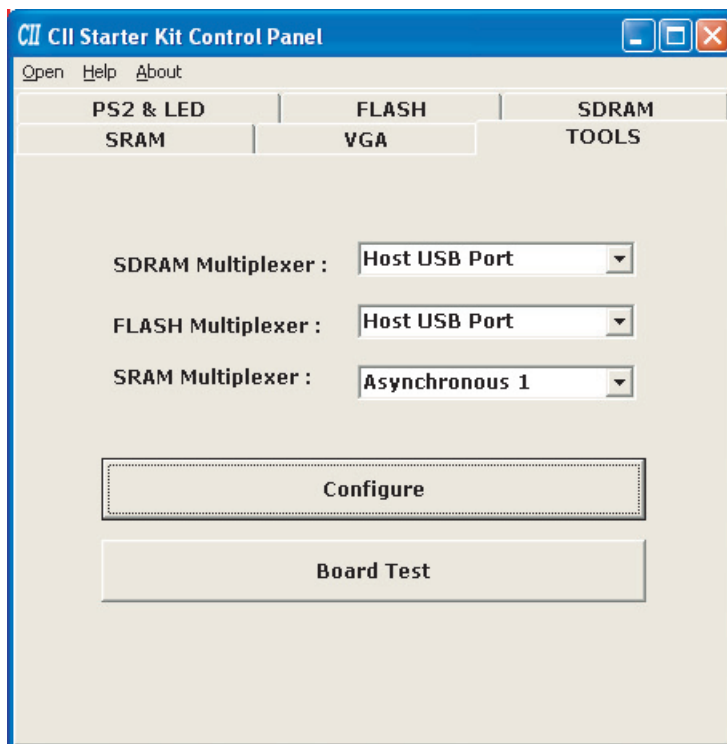 CII CII Starter Kit Control Panel
Open Help About
PS2 & LED FLASH SDRAM
SRAM VGA TOOLS
SDRAM Multiplexer : Host USB Port
FLASH Multiplexer : Host USB Port
SRAM Multiplexer : Asynchronous 1
Configure
Board Test